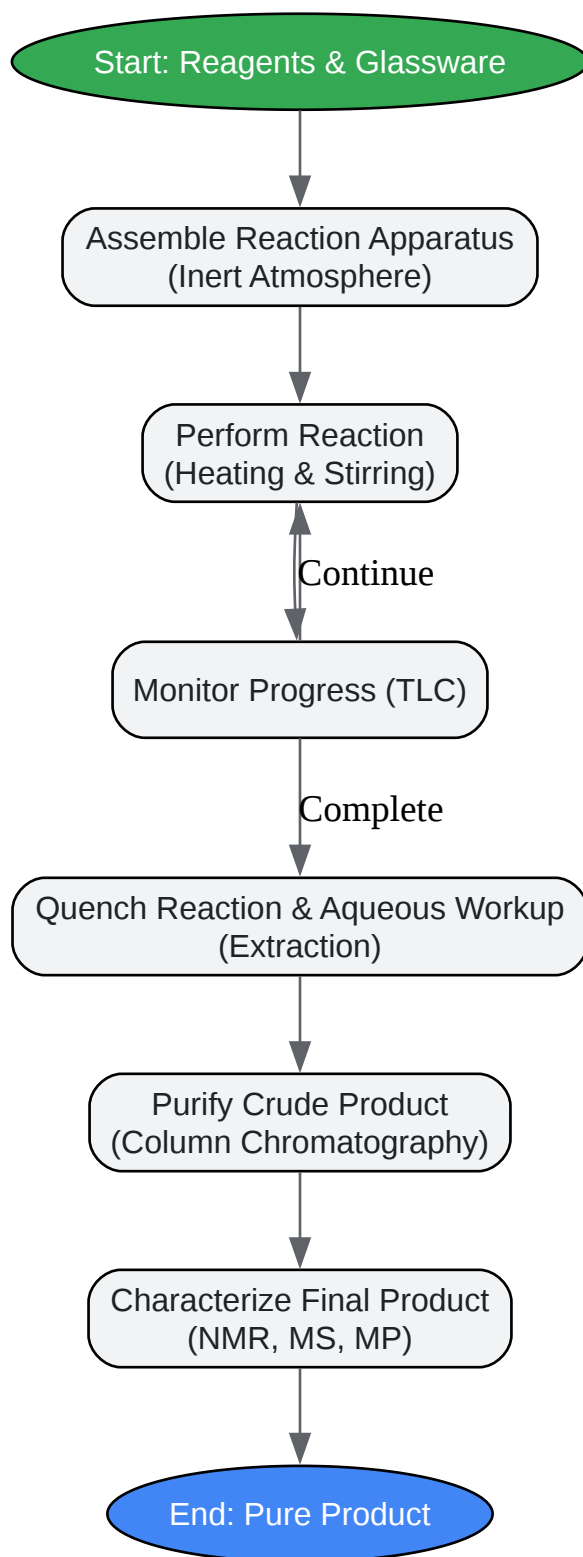 Start: Reagents & Glassware
Assemble Reaction Apparatus
(Inert Atmosphere)
Perform Reaction
(Heating & Stirring)
Continue
Monitor Progress (TLC)
Complete
Quench Reaction & Aqueous Workup
(Extraction)
Purify Crude Product
(Column Chromatography)
Characterize Final Product
(NMR, MS, MP)
End: Pure Product